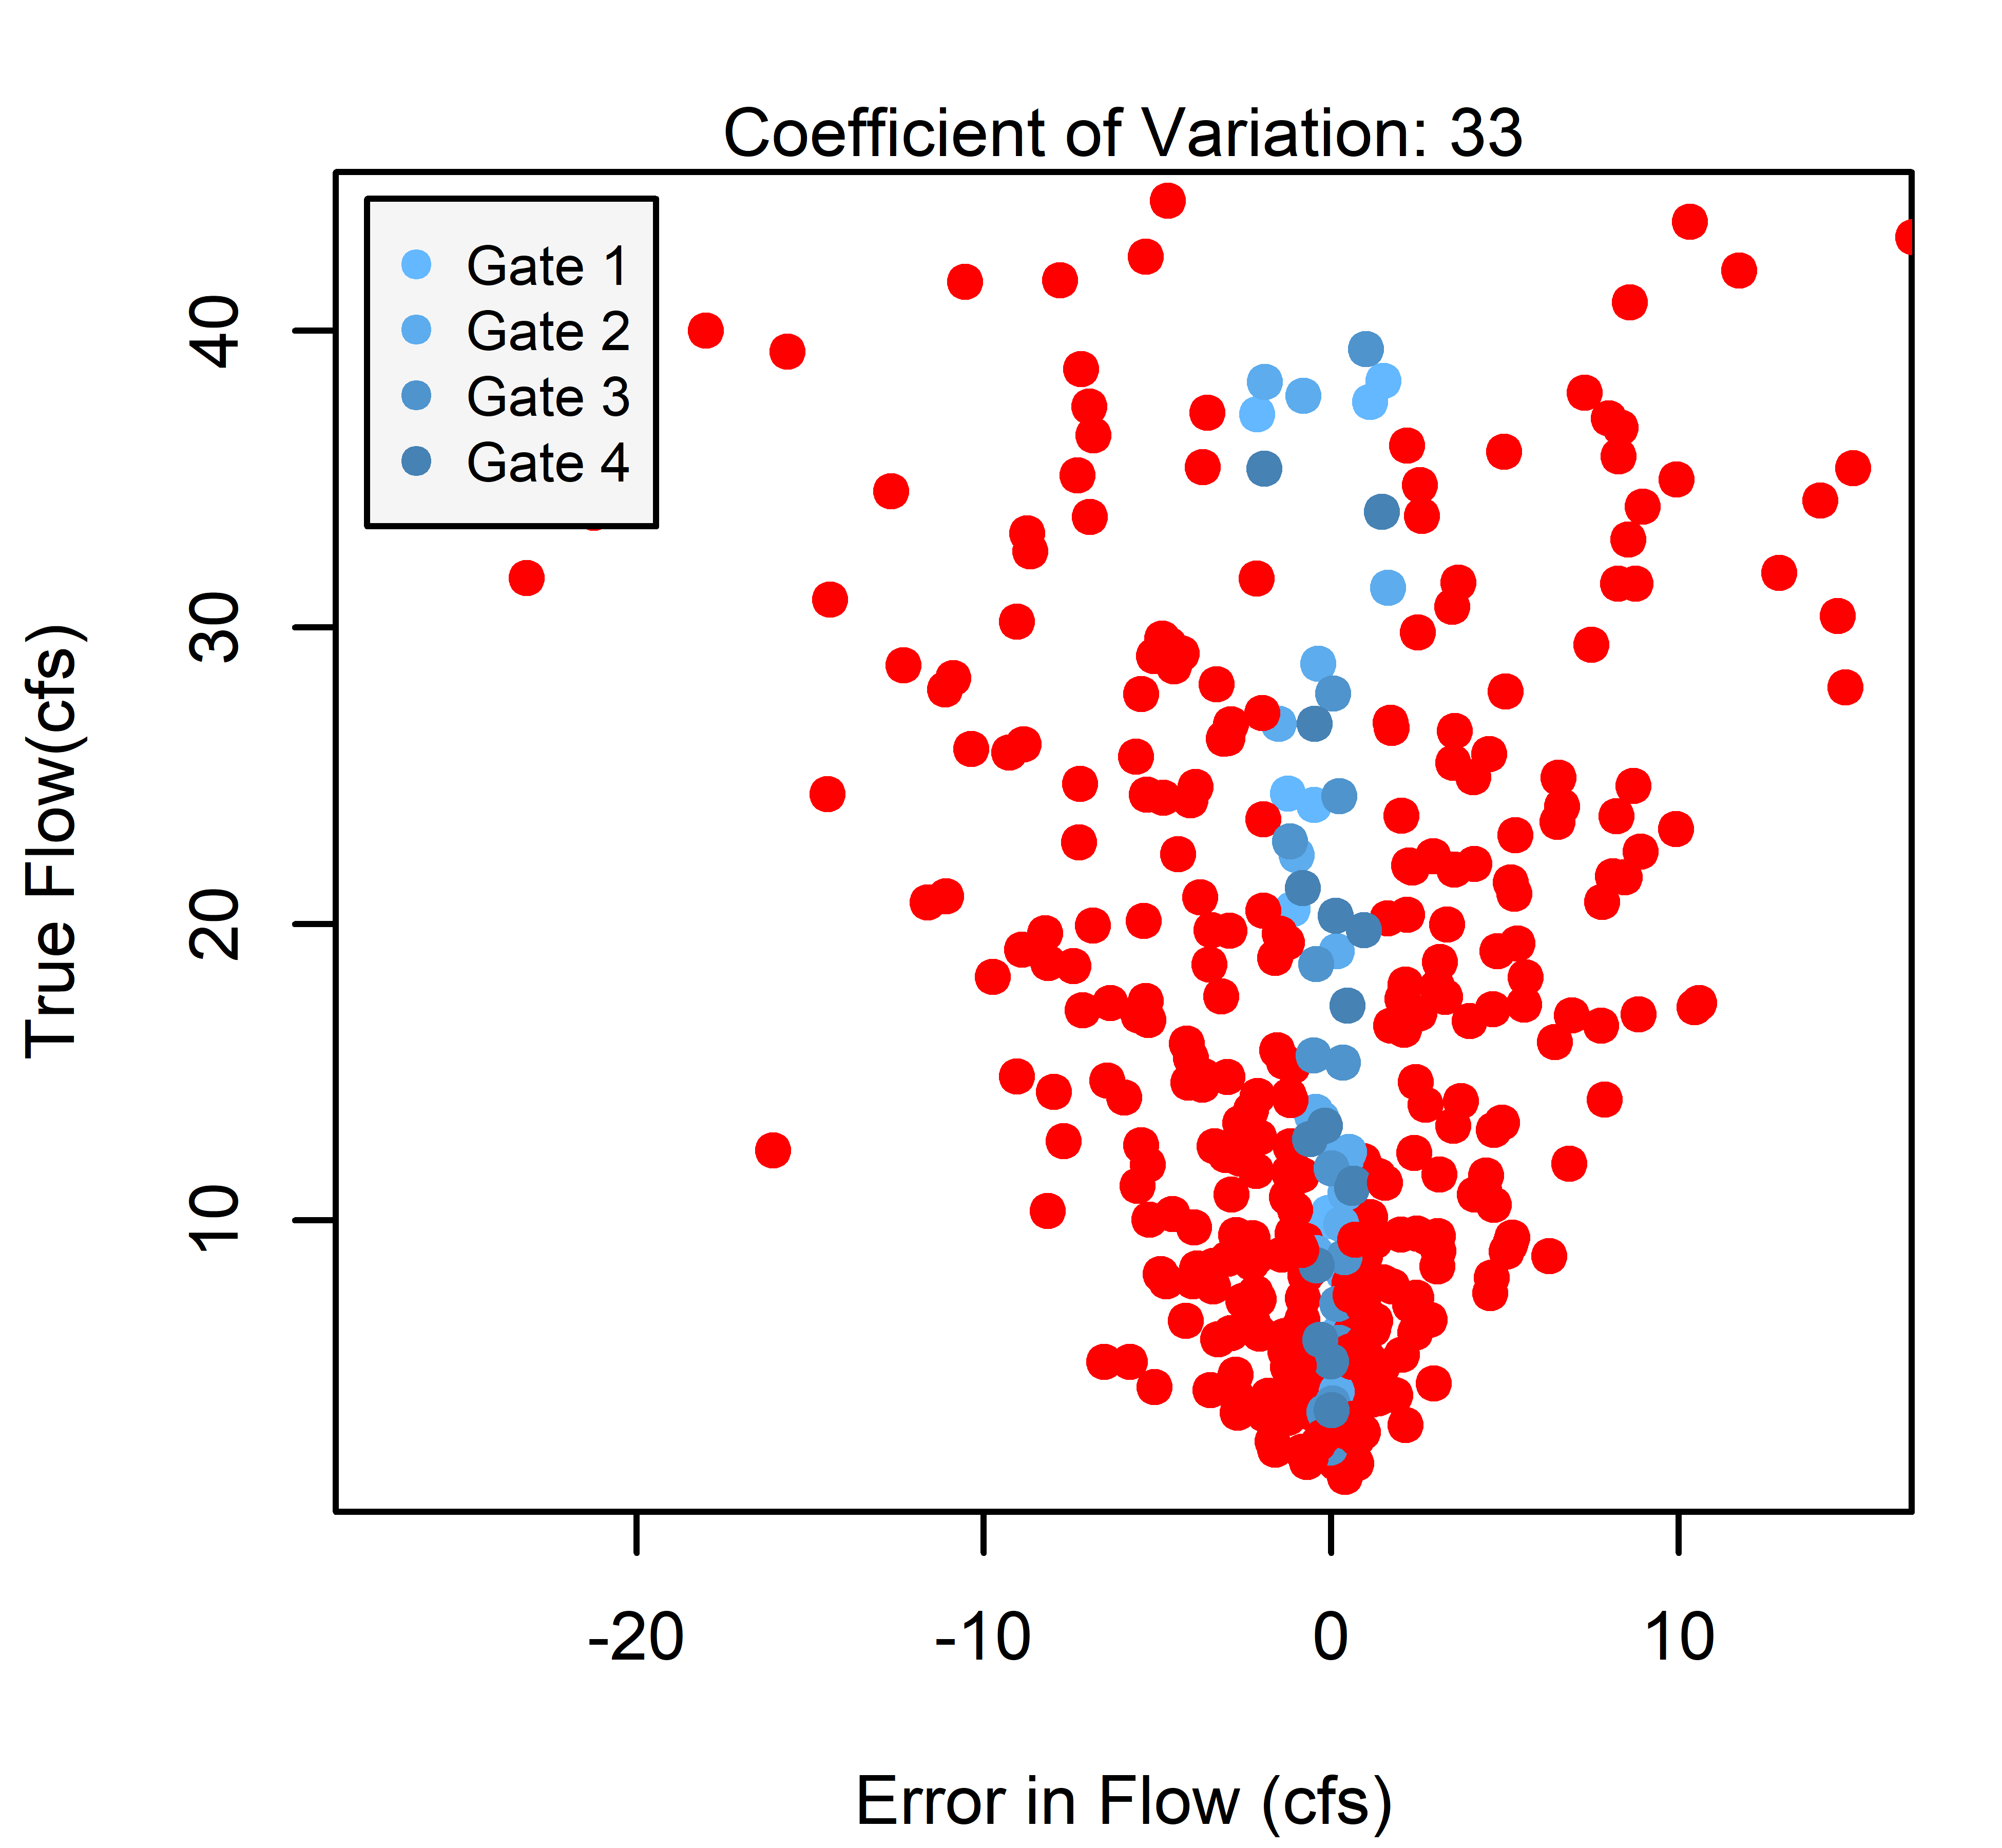 Coefficient of Variation: 33
Gate 1
Gate 2
Gate 3
Gate 4
True Flow(cfs)
40
30
20
10
-20 -10 0 10
Error in Flow (cfs)